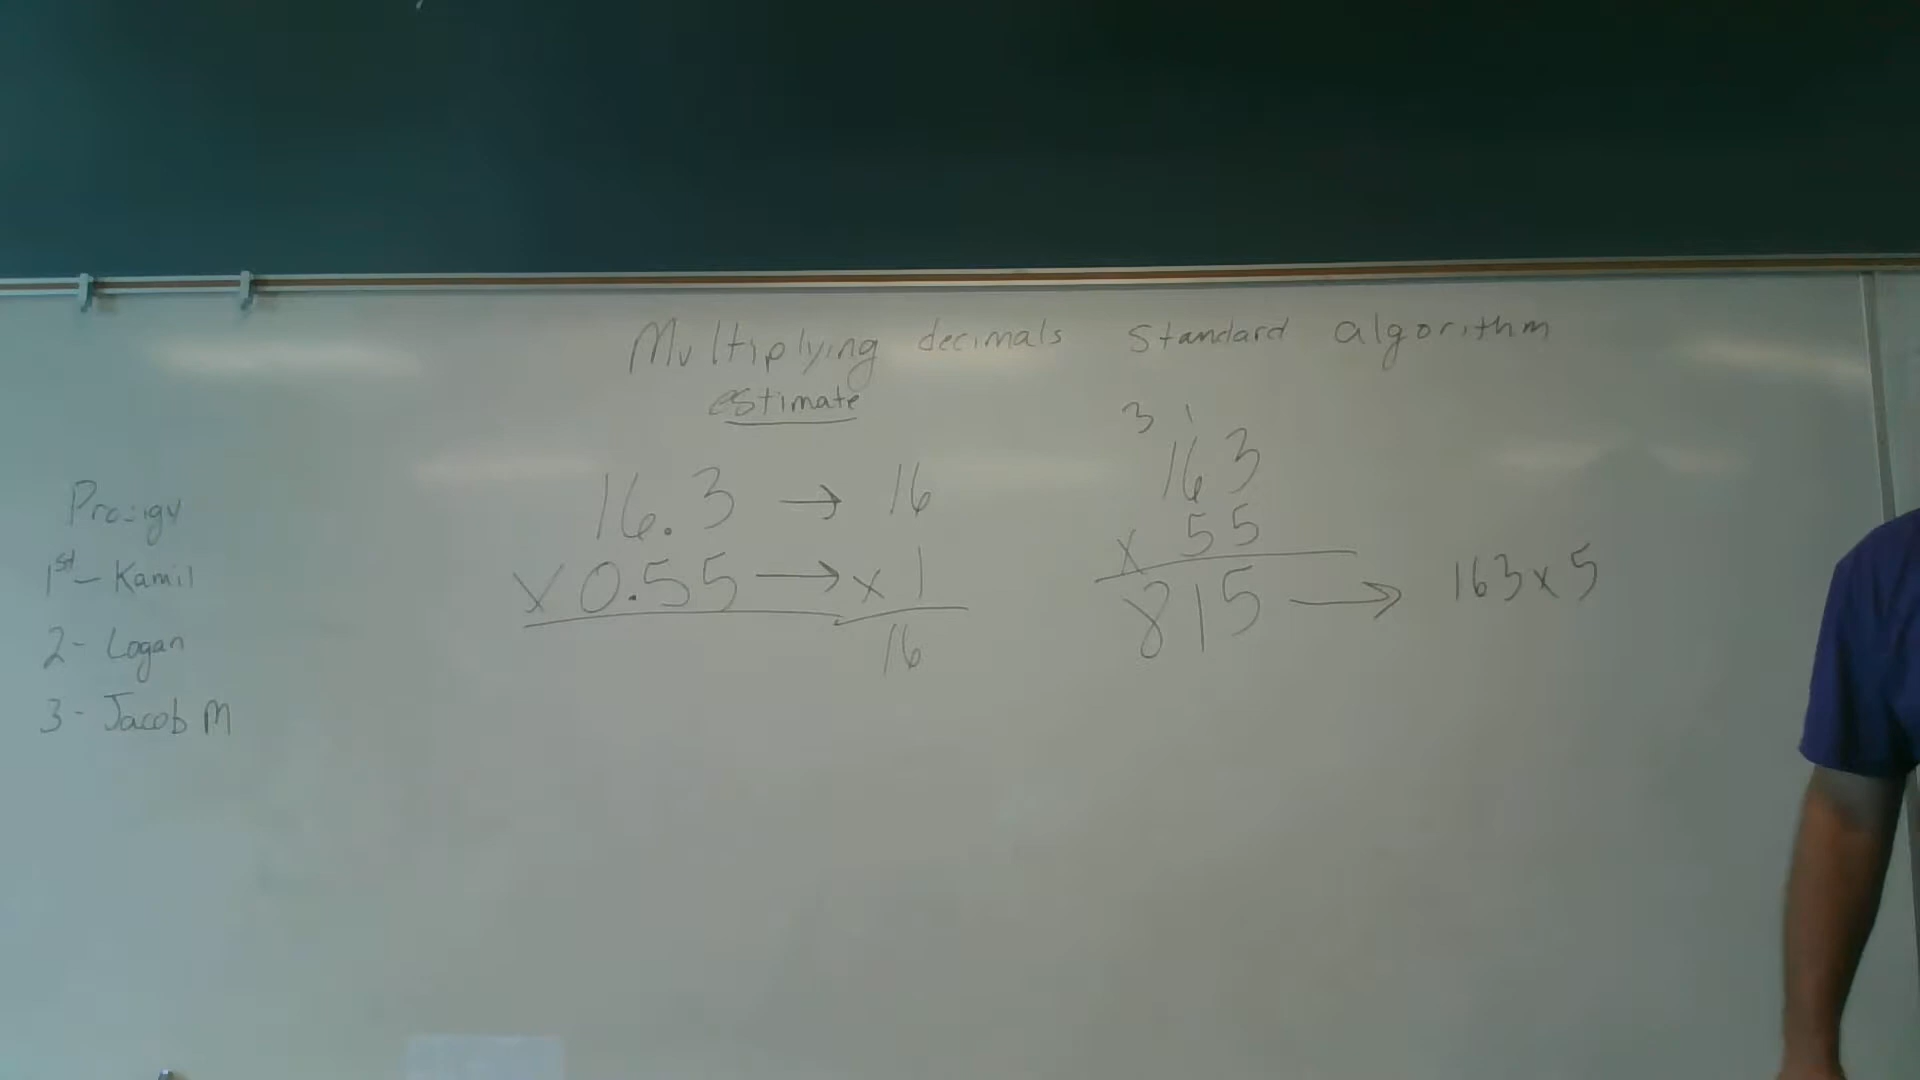 Multiplying decimals Standard algorithm
estimate
16.3 → 16
x 0.55 → x 1
16
3 1
163
x 55
815 → 163 x 5
1st - Kamil
2 - Logan
3 - Jacob M